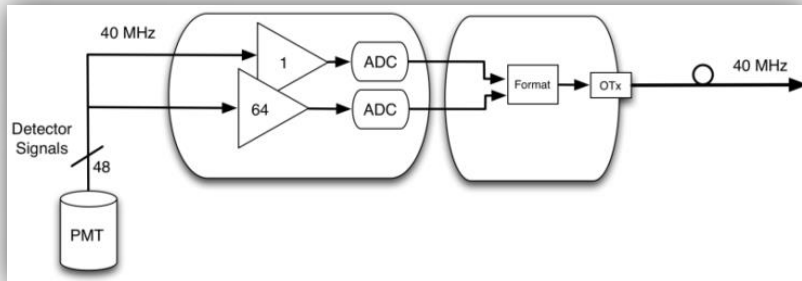 40 MHz
1
ADC
64
ADC
Format
OTx
40 MHz
Detector
Signals
48
PMT